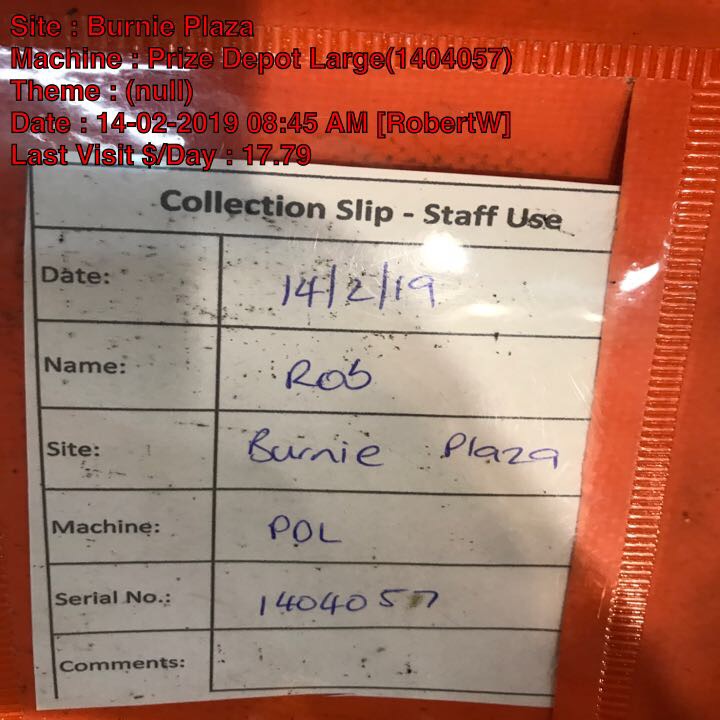 Site : Burnie Plaza
Machine : Prize Depot Large(1404057)
Theme : (null)
Date : 14-02-2019 08:45 AM [RobertW]
Last Visit $/Day : 17.79
Collection Slip - Staff Use
Date: 14/2/19
Name: Rob
Site: Burnie Plaza
Machine: PDL
Serial No.: 1404057
Comments: